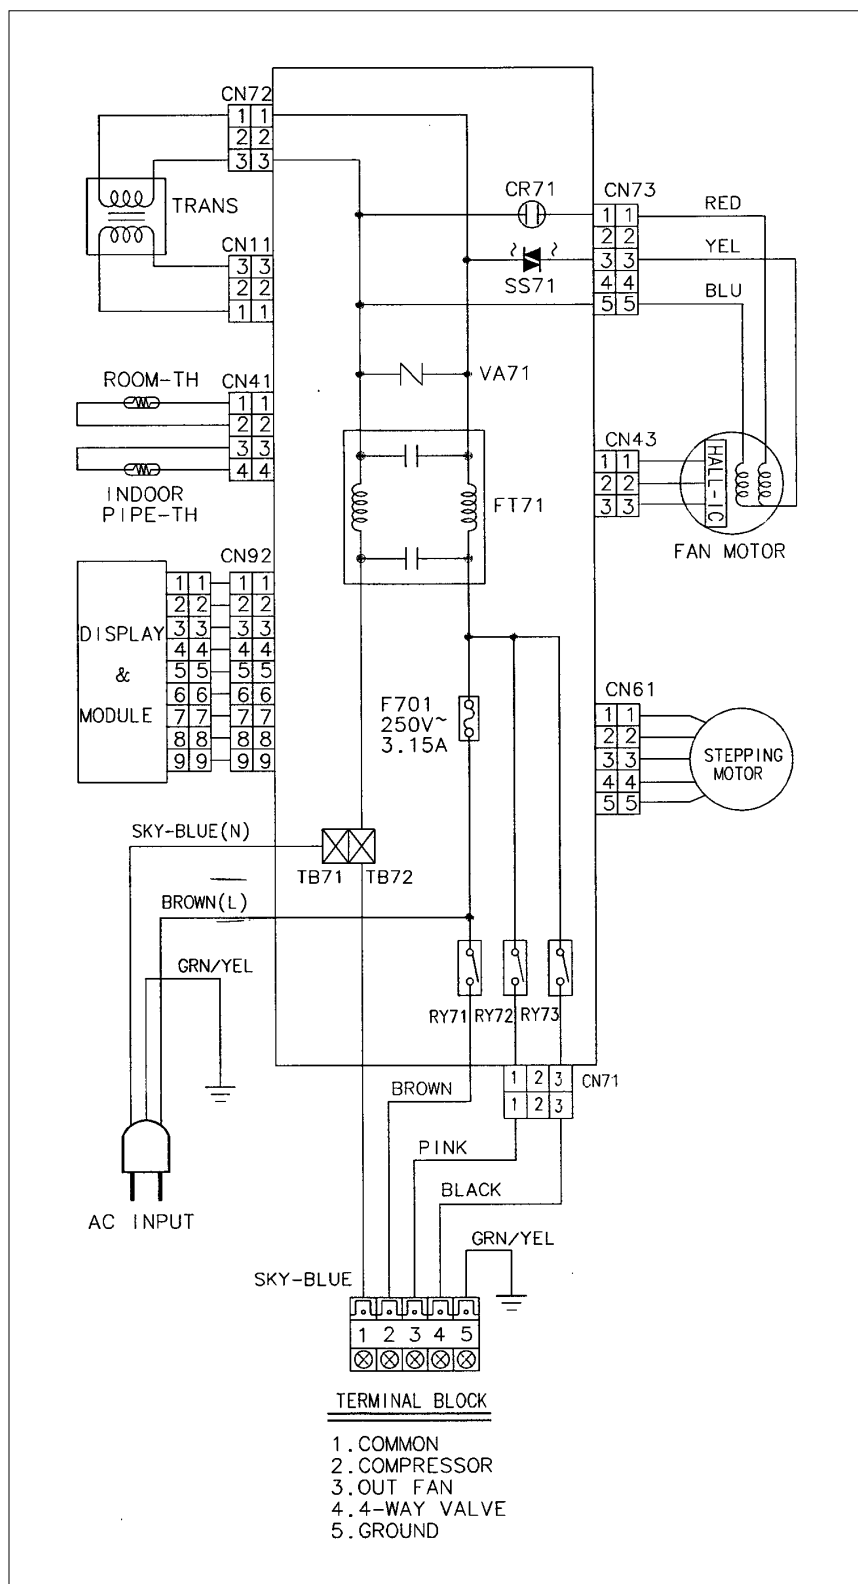 CN72
1 1
2 2
3 3
TRANS
CN11
3 3
2 2
1 1
CR71
CN73
RED
1 1
2 2
YEL
3 3
SS71
4 4
BLU
5 5
ROOM-TH
CN41
VA71
1 1
2 2
3 3
4 4
INDOOR
PIPE-TH
CN43
1 1
2 2
3 3
HALL-IC
FT71
FAN MOTOR
CN92
1 1 1 1
2 2 2 2
3 3 3 3
4 4 4 4
5 5 5 5
6 6 6 6
7 7 7 7
8 8 8 8
9 9 9 9
DISPLAY
&
MODULE
F701
250V~
3.15A
CN61
1 1
2 2
3 3
4 4
5 5
STEPPING
MOTOR
SKY-BLUE(N)
TB71 TB72
BROWN(L)
GRN/YEL
RY71 RY72 RY73
1 2 3
CN71
1 2 3
BROWN
PINK
BLACK
AC INPUT
GRN/YEL
SKY-BLUE
1 2 3 4 5
TERMINAL BLOCK
1.COMMON
2.COMPRESSOR
3.OUT FAN
4.4-WAY VALVE
5.GROUND